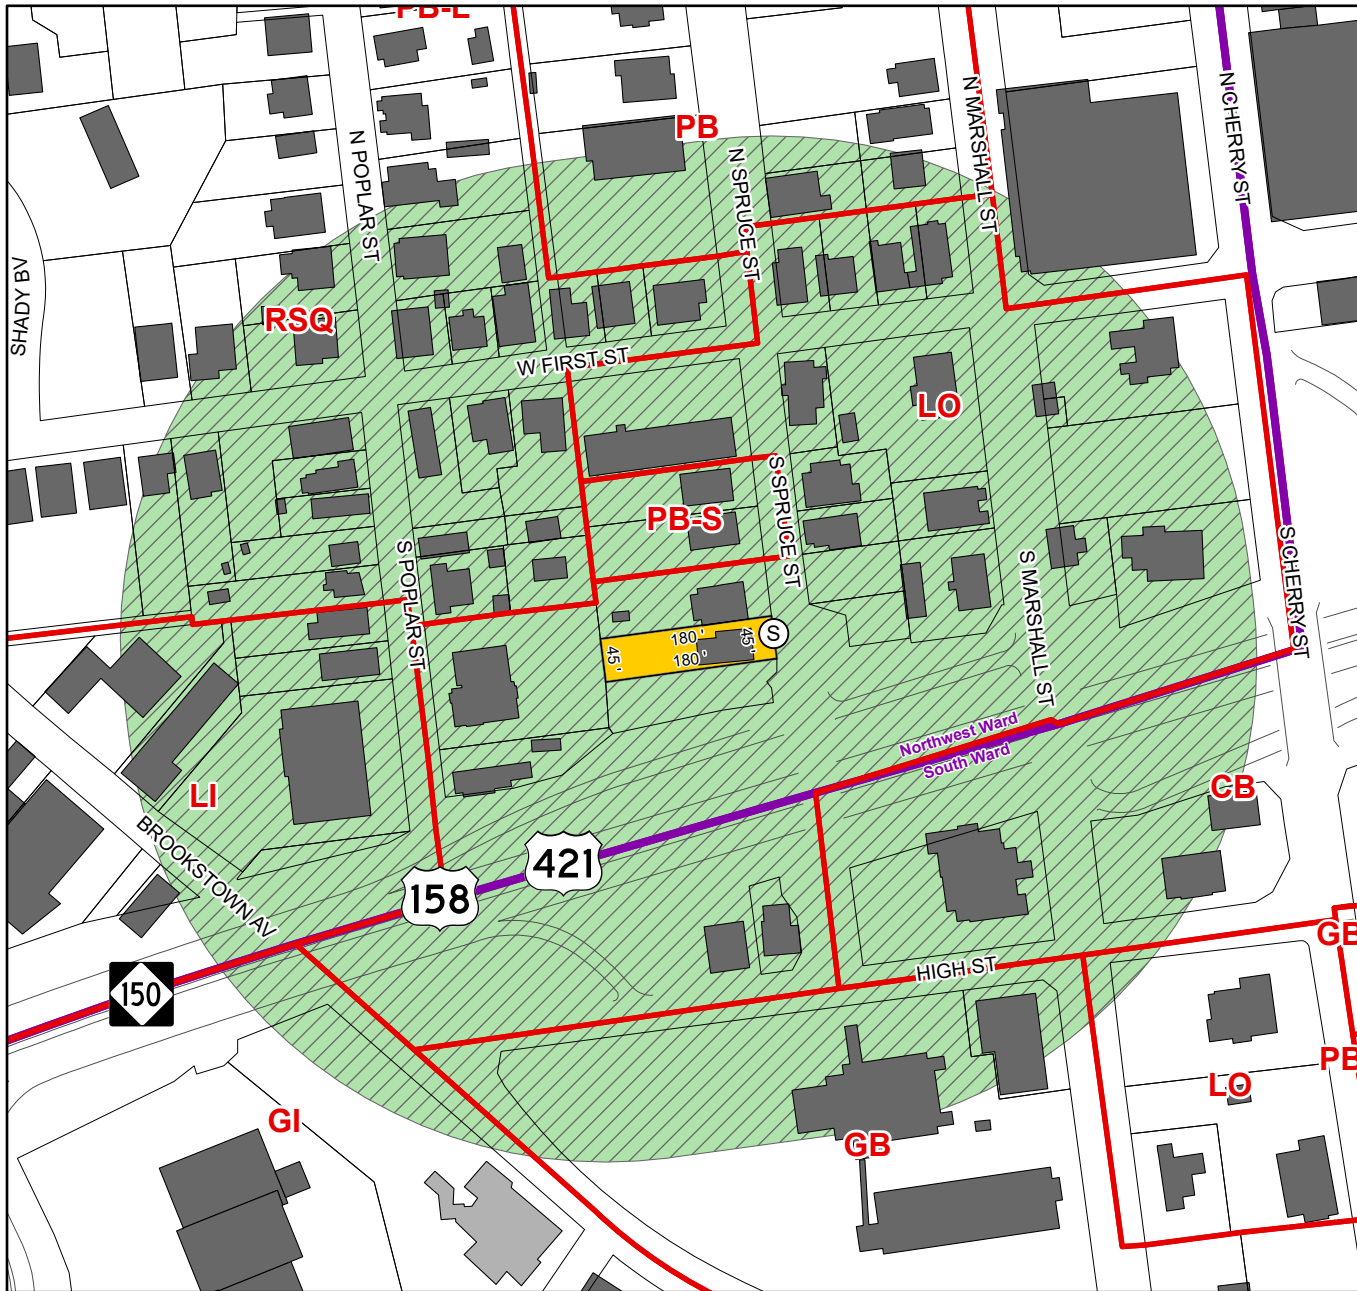 PB-L
PB
N POPLAR ST
N SPRUCE ST
N MARSHALL ST
N CHERRY ST
SHADY BV
RSQ
W FIRST ST
LO
PB-S
S SPRUCE ST
S POPLAR ST
S MARSHALL ST
S CHERRY ST
180 '
45 '
S
45 '
180 '
Northwest Ward
South Ward
LI
CB
BROOKSTOWN AV
421
158
150
GB
HIGH ST
PB
LO
GI
GB